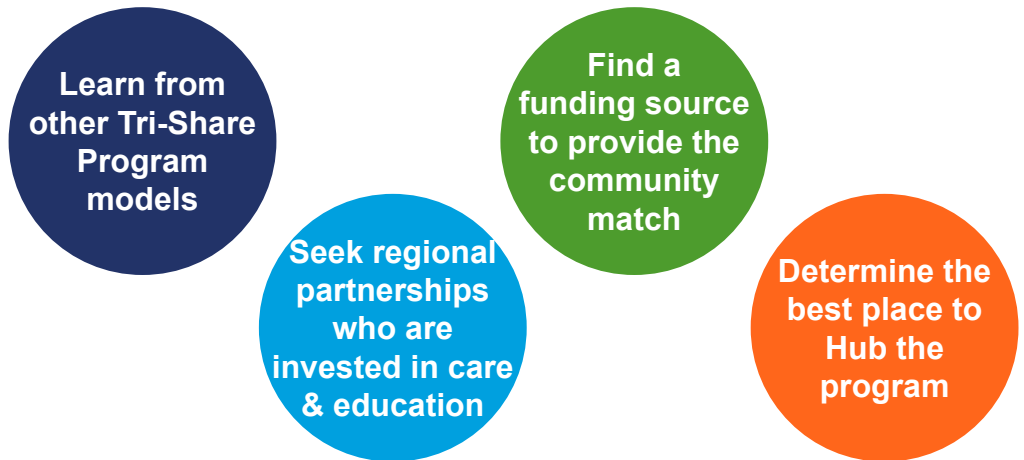 Learn from
other Tri-Share
Program
models
Seek regional
partnerships
who are
invested in care
& education
Find a
funding source
to provide the
community
match
Determine the
best place to
Hub the
program